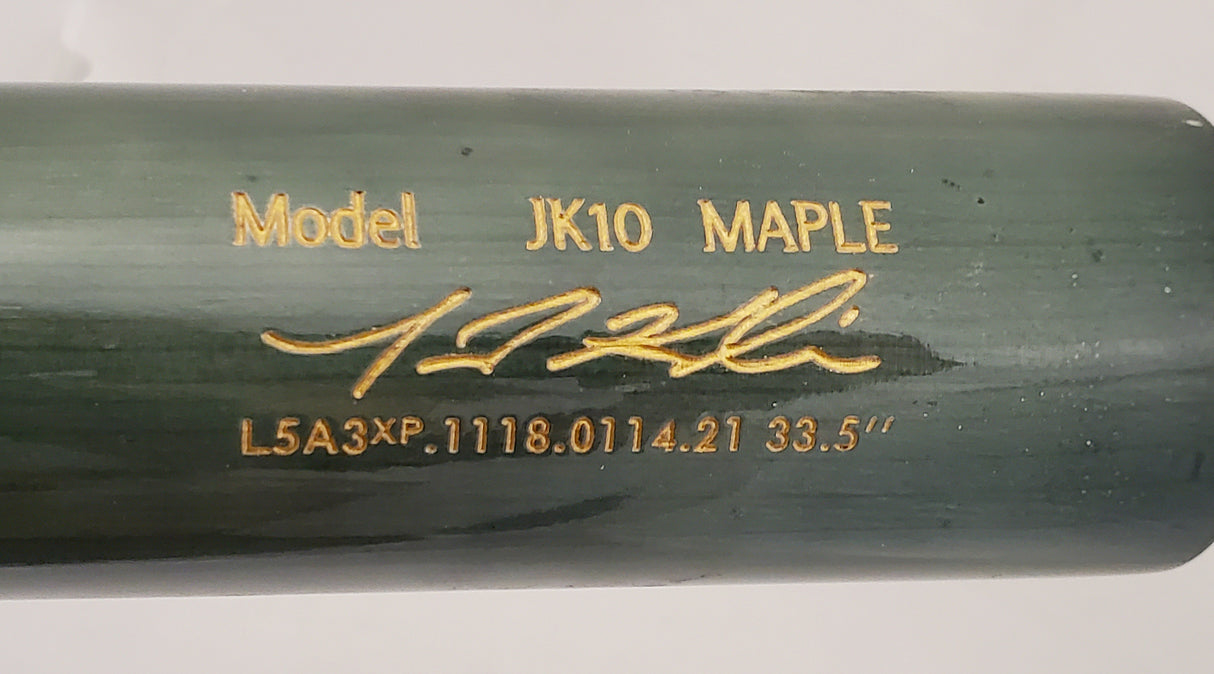 Model JK10 MAPLE
L5A3XP.1118.0114.21 33.5″